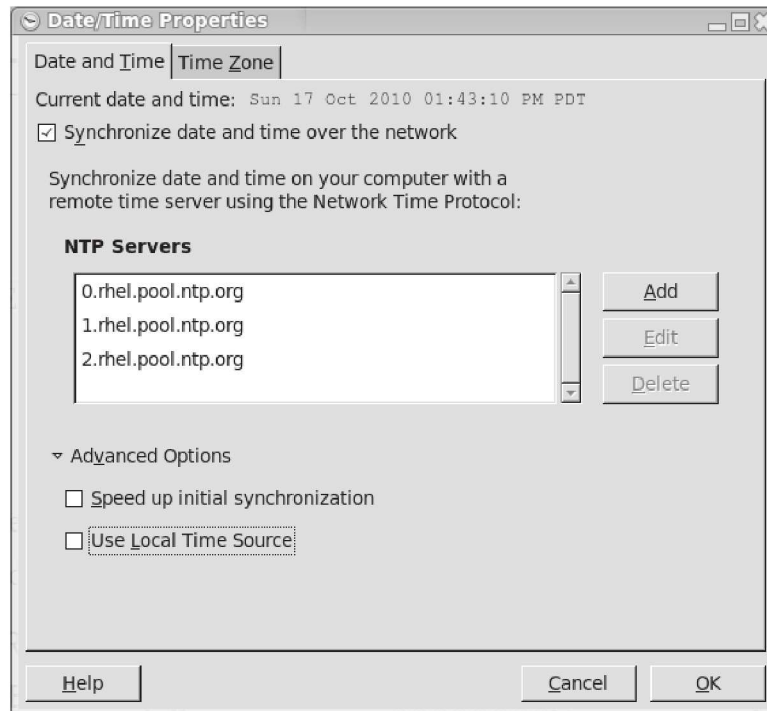 Date/Time Properties
Date and Time
Time Zone
Current date and time: Sun 17 Oct 2010 01:43:10 PM PDT
Synchronize date and time over the network
Synchronize date and time on your computer with a
remote time server using the Network Time Protocol:
NTP Servers
0.rhel.pool.ntp.org
1.rhel.pool.ntp.org
2.rhel.pool.ntp.org
Add
Edit
Delete
Advanced Options
Speed up initial synchronization
Use Local Time Source
Help
Cancel
OK